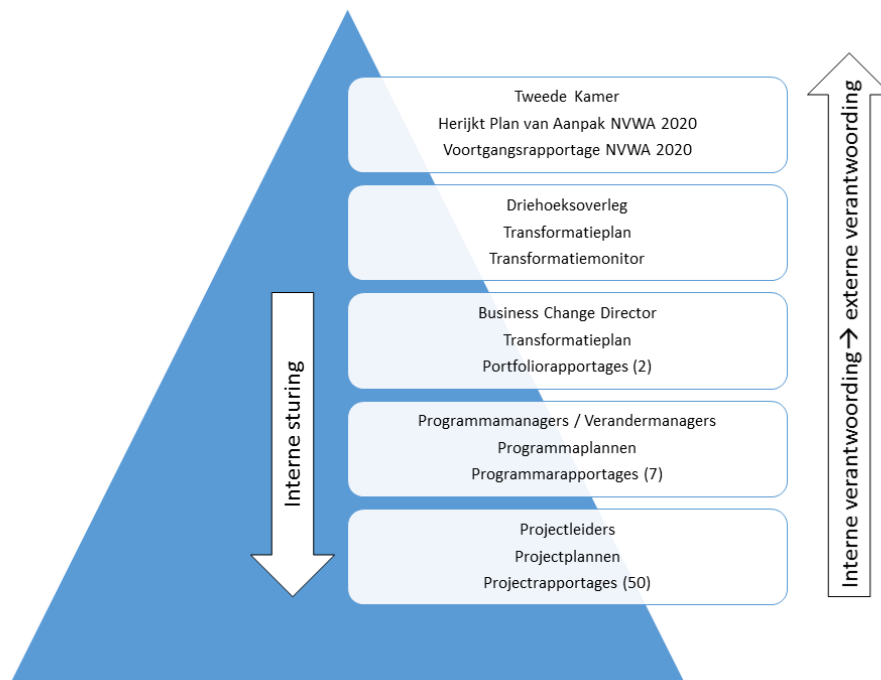 Tweede Kamer
Herijkt Plan van Aanpak NVWA 2020
Voortgangsrapportage NVWA 2020
Driehoeksoverleg
Transformatieplan
Transformatiemonitor
Business Change Director
Transformatieplan
Portfoliorapportages (2)
Programmamanagers / Verandermanagers
Programmaplannen
Programmarapportages (7)
Projectleiders
Projectplannen
Projectrapportages (50)
Interne sturing
Interne verantwoording → externe verantwoording